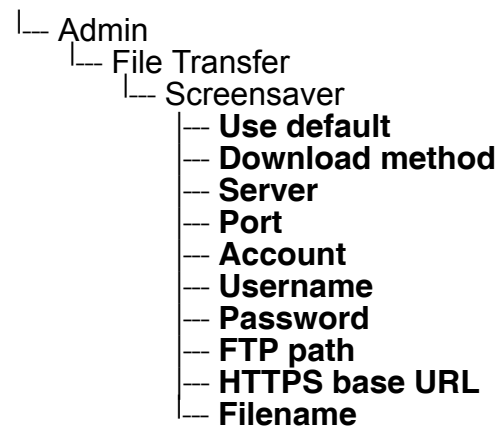 Admin
File Transfer
Screensaver
Use default
Download method
Server
Port
Account
Username
Password
FTP path
HTTPS base URL
Filename